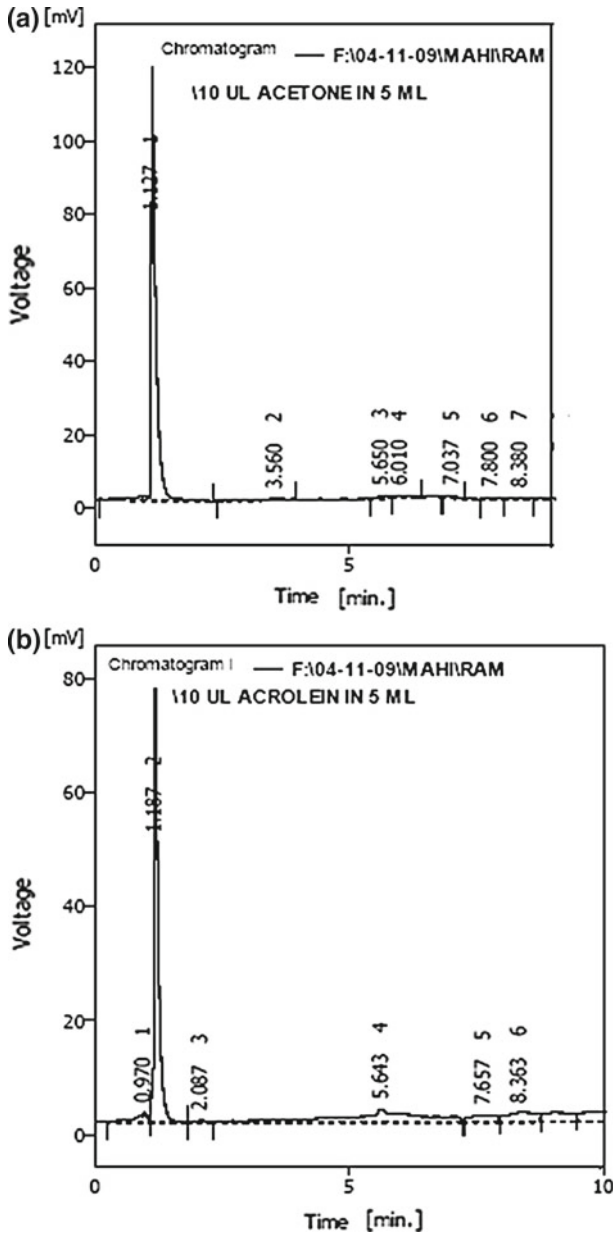 (a)
[mV]
Chromatogram — F:\04-11-09\MAHI\RAM
\10 UL ACETONE IN 5 ML
120
100
80
60
40
20
0
Voltage
1.127 1
3.560 2
5.650 3
6.010 4
7.037 5
7.800 6
8.380 7
0
5
Time [min.]
(b)
[mV]
Chromatogram I — F:\04-11-09\MAHI\RAM
\10 UL ACROLEIN IN 5 ML
80
60
40
20
0
Voltage
0.970 1
1.187 2
2.087 3
5.643 4
7.657 5
8.363 6
0
5
10
Time [min.]